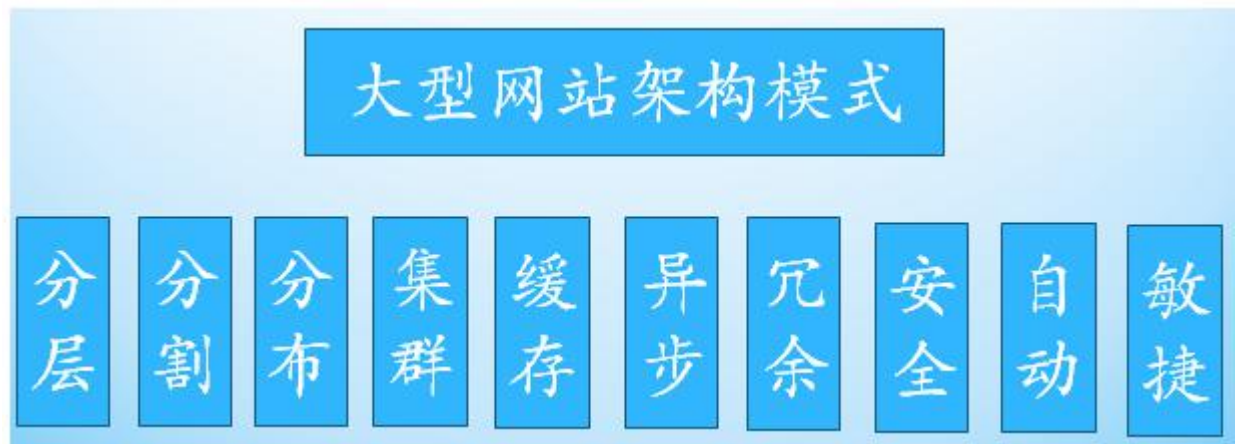 大型网站架构模式
分层
分割
分布
集群
缓存
异步
冗余
安全
自动
敏捷